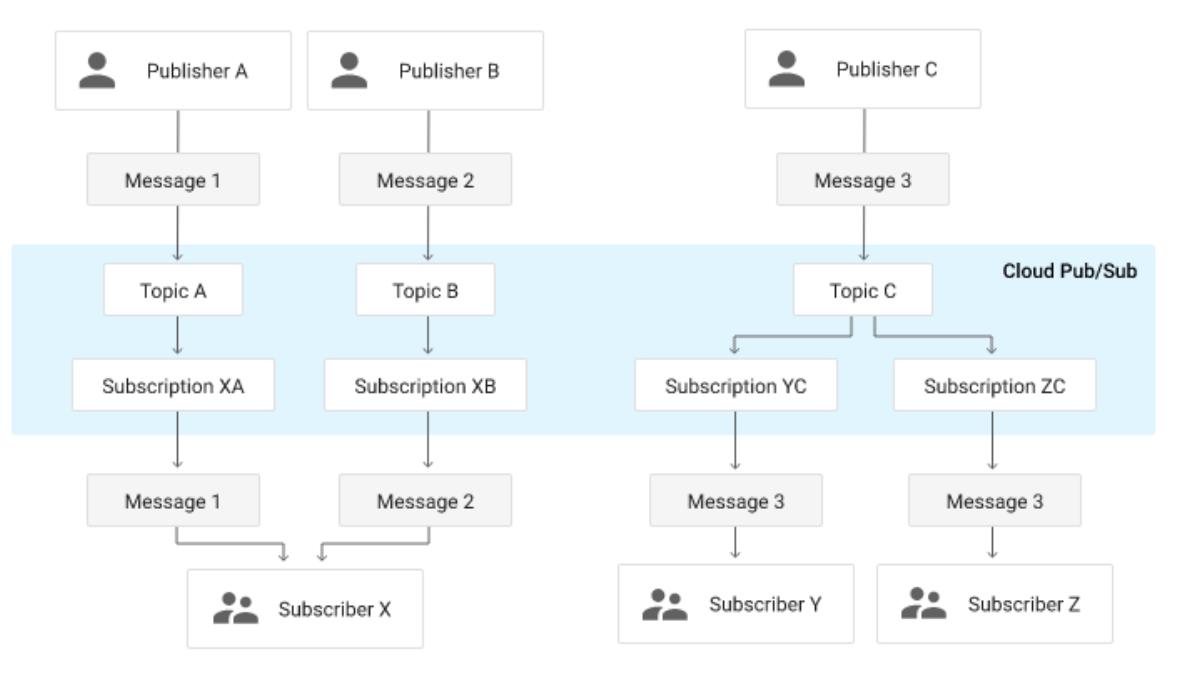 Publisher A
Publisher B
Publisher C
Message 1
Message 2
Message 3
Cloud Pub/Sub
Topic A
Topic B
Topic C
Subscription XA
Subscription XB
Subscription YC
Subscription ZC
Message 1
Message 2
Message 3
Message 3
Subscriber X
Subscriber Y
Subscriber Z